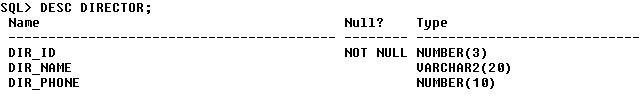 SQL> DESC DIRECTOR;
Name Null? Type
----------------------------------------- -------- ----------------------------
DIR_ID NOT NULL NUMBER(3)
DIR_NAME VARCHAR2(20)
DIR_PHONE NUMBER(10)